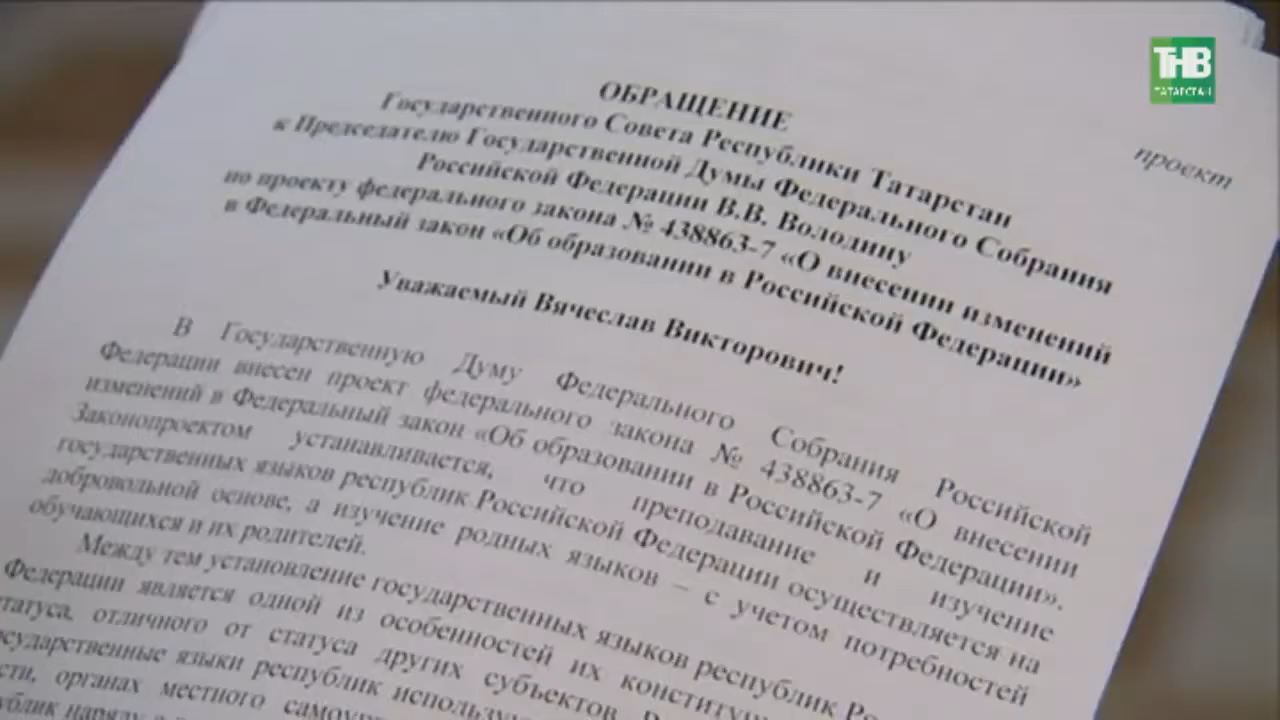 ТНВ
ТАТАРСТАН
проект
ОБРАЩЕНИЕ
Государственного Совета Республики Татарстан
к Председателю Государственной Думы Федерального Собрания
Российской Федерации В.В. Володину
по проекту федерального закона № 438863-7 «О внесении изменений
в Федеральный закон «Об образовании в Российской Федерации»
Уважаемый Вячеслав Викторович!
В Государственную Думу Федерального Собрания Российской
Федерации внесен проект федерального закона № 438863-7 «О внесении
изменений в Федеральный закон «Об образовании в Российской Федерации».
Законопроектом устанавливается, что преподавание и изучение
государственных языков республик Российской Федерации осуществляется на
добровольной основе, а изучение родных языков – с учетом потребностей
обучающихся и их родителей.
Между тем установление государственных языков республик
Федерации является одной из особенностей их
статуса, отличного от статуса других субъектов
государственные языки республик
органах местного